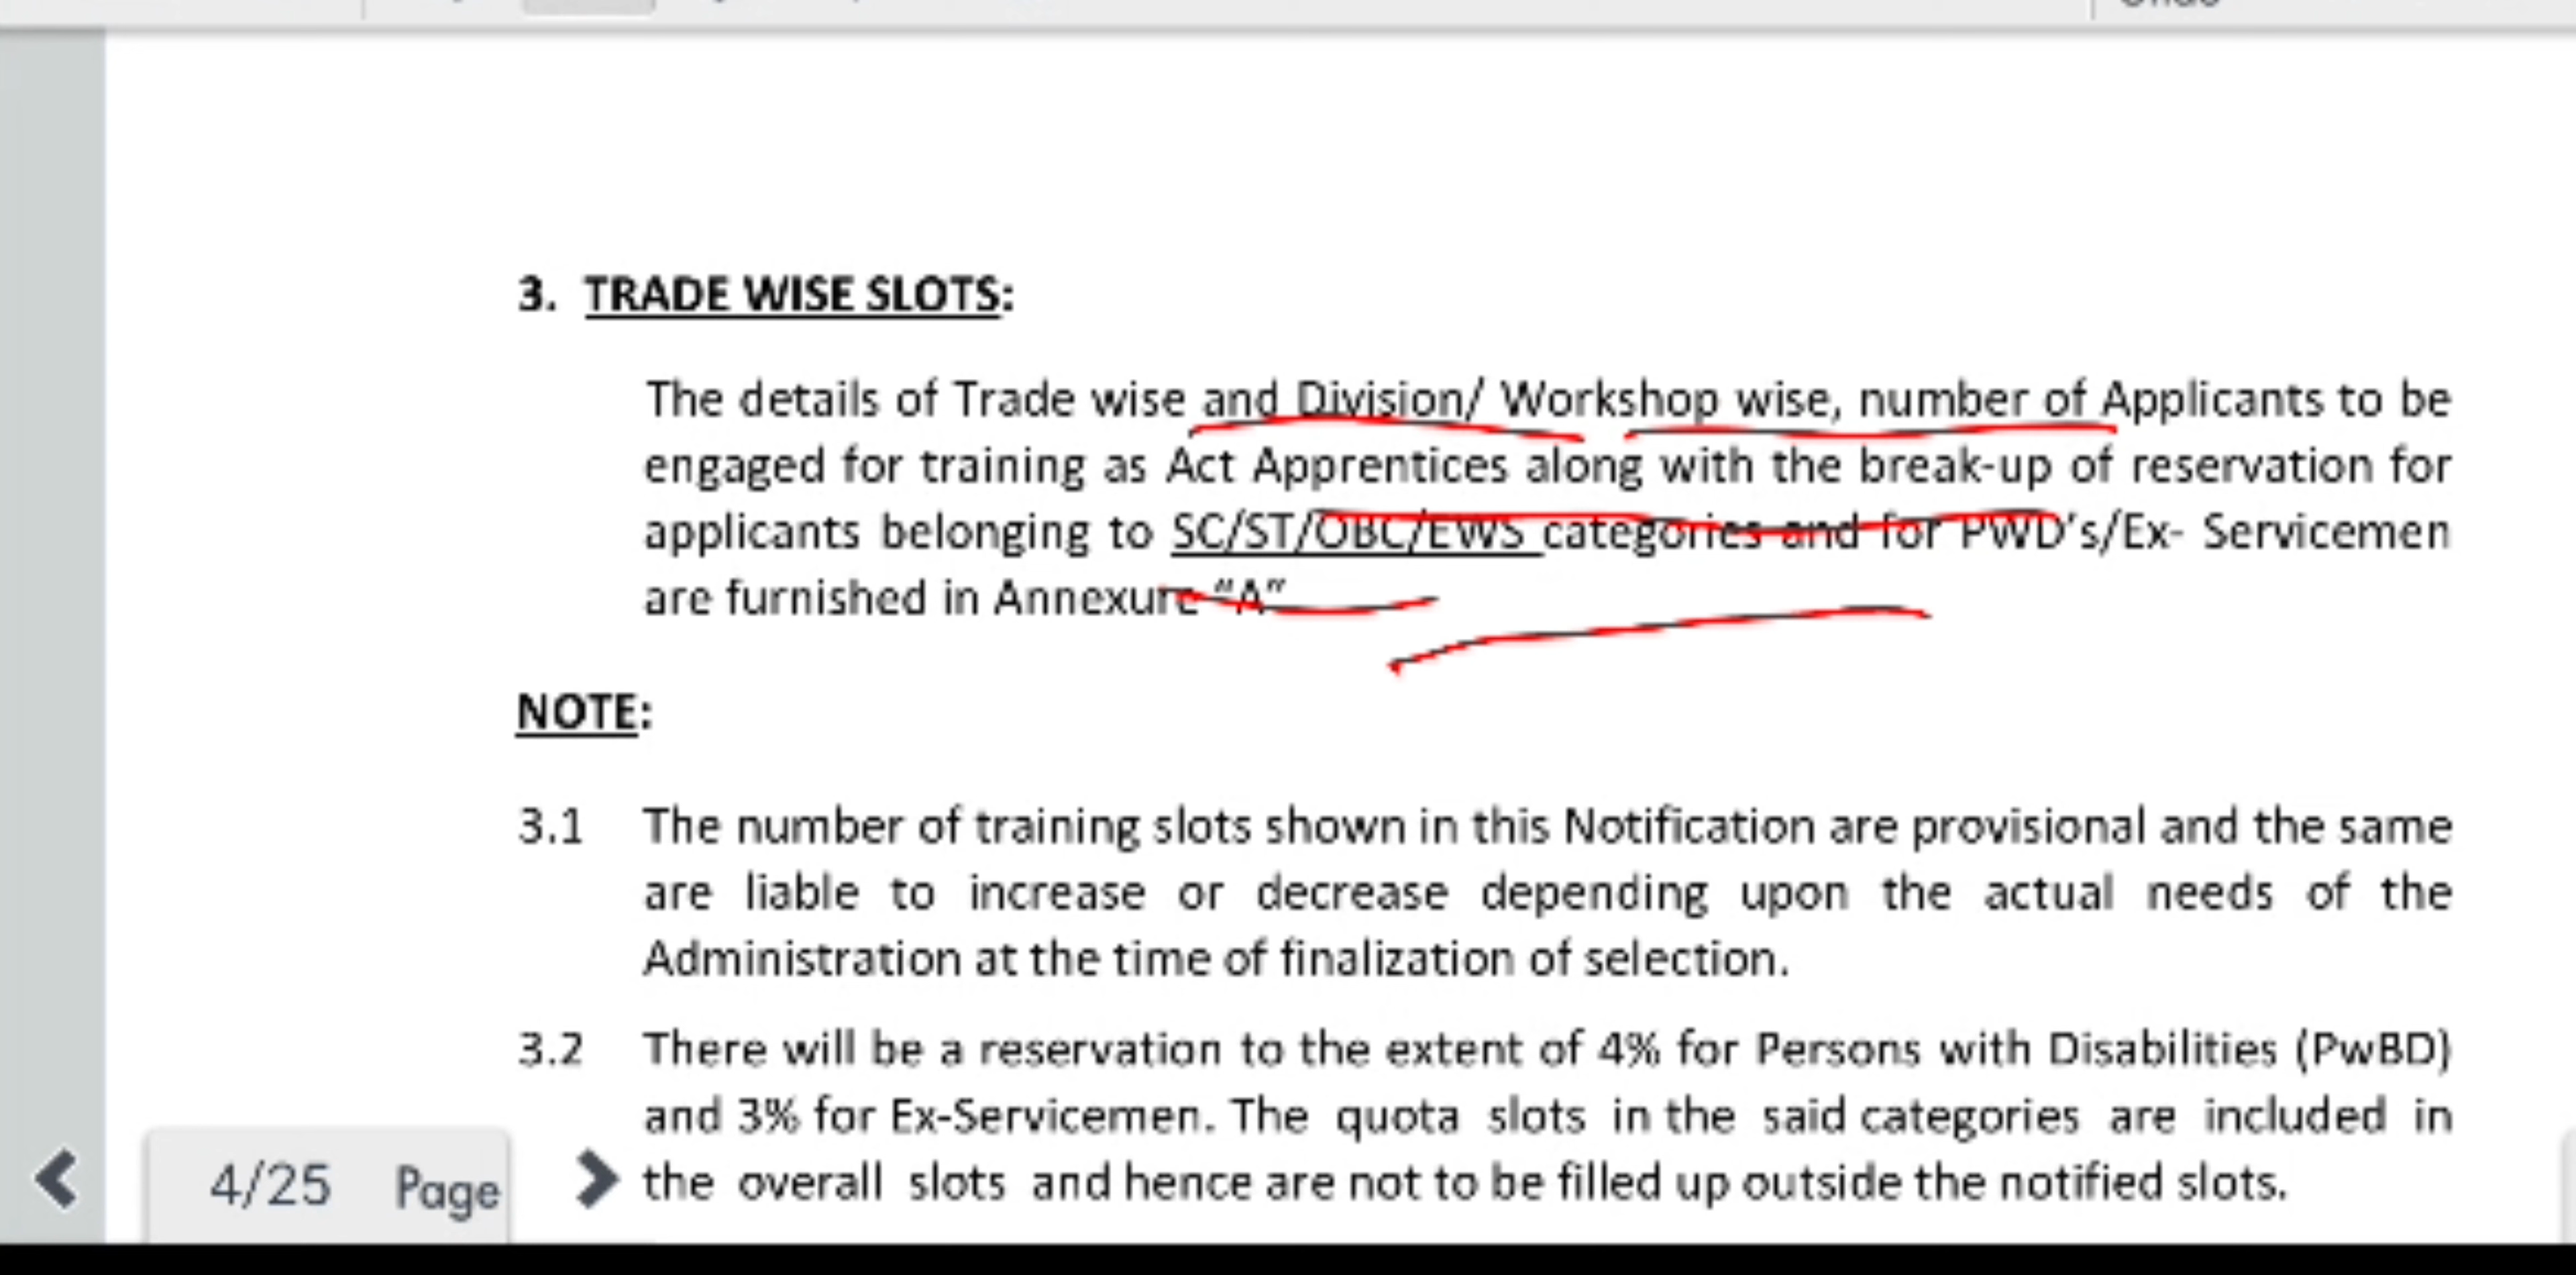 3. TRADE WISE SLOTS:
The details of Trade wise and Division/ Workshop wise, number of Applicants to be
engaged for training as Act Apprentices along with the break-up of reservation for
applicants belonging to SC/ST/OBC/EWS categories and for PWD's/Ex- Servicemen
are furnished in Annexure "A"
NOTE:
3.1 The number of training slots shown in this Notification are provisional and the same
are liable to increase or decrease depending upon the actual needs of the
Administration at the time of finalization of selection.
3.2 There will be a reservation to the extent of 4% for Persons with Disabilities (PwBD)
and 3% for Ex-Servicemen. The quota slots in the said categories are included in
the overall slots and hence are not to be filled up outside the notified slots.
4/25 Page